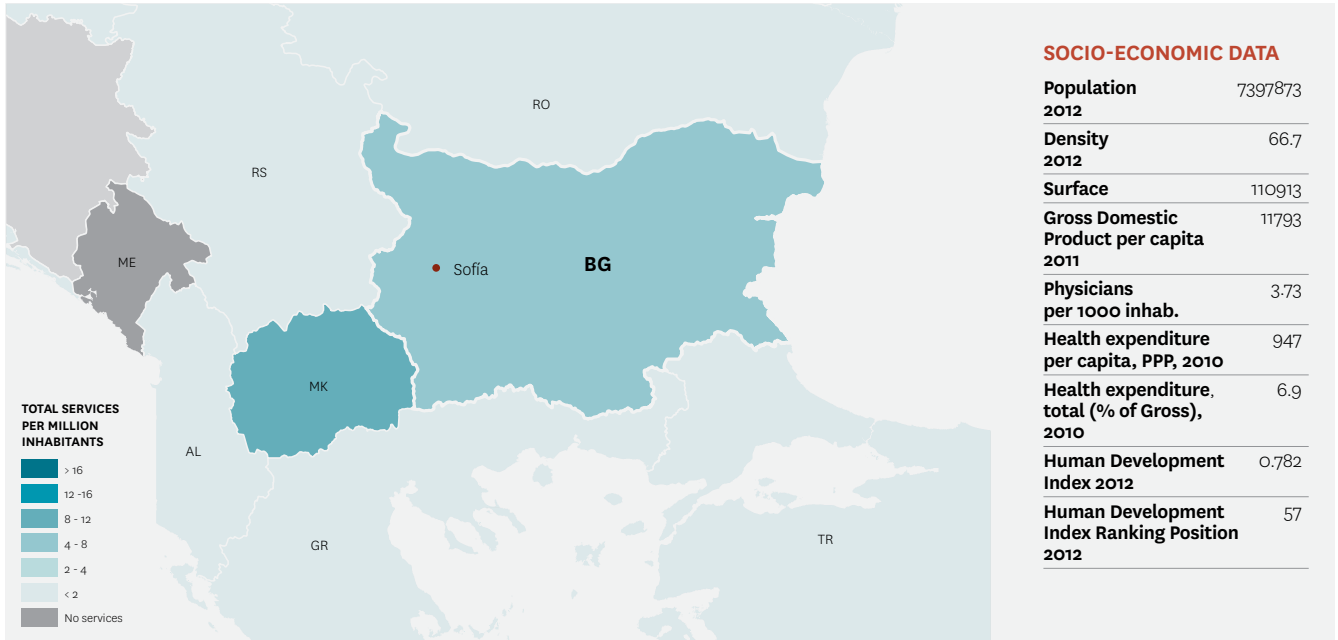 RO
RS
ME
Sofía
BG
MK
AL
GR
TR
TOTAL SERVICES
PER MILLION
INHABITANTS
> 16
12 -16
8 - 12
4 - 8
2 - 4
< 2
No services
SOCIO-ECONOMIC DATA
Population 7397873
2012
Density 66.7
2012
Surface 110913
Gross Domestic 11793
Product per capita
2011
Physicians 3.73
per 1000 inhab.
Health expenditure 947
per capita, PPP, 2010
Health expenditure, 6.9
total (% of Gross),
2010
Human Development 0.782
Index 2012
Human Development 57
Index Ranking Position
2012